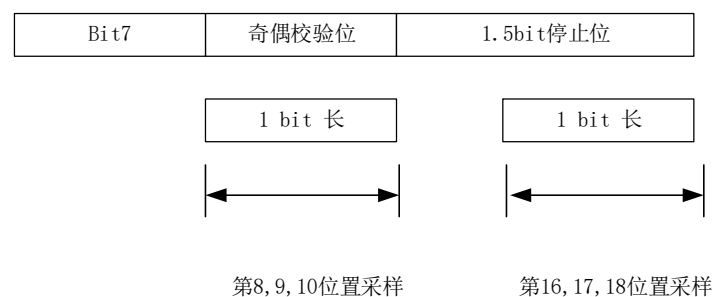 Bit7 奇偶校验位 1.5bit停止位
1 bit 长 1 bit 长
第8,9,10位置采样 第16,17,18位置采样